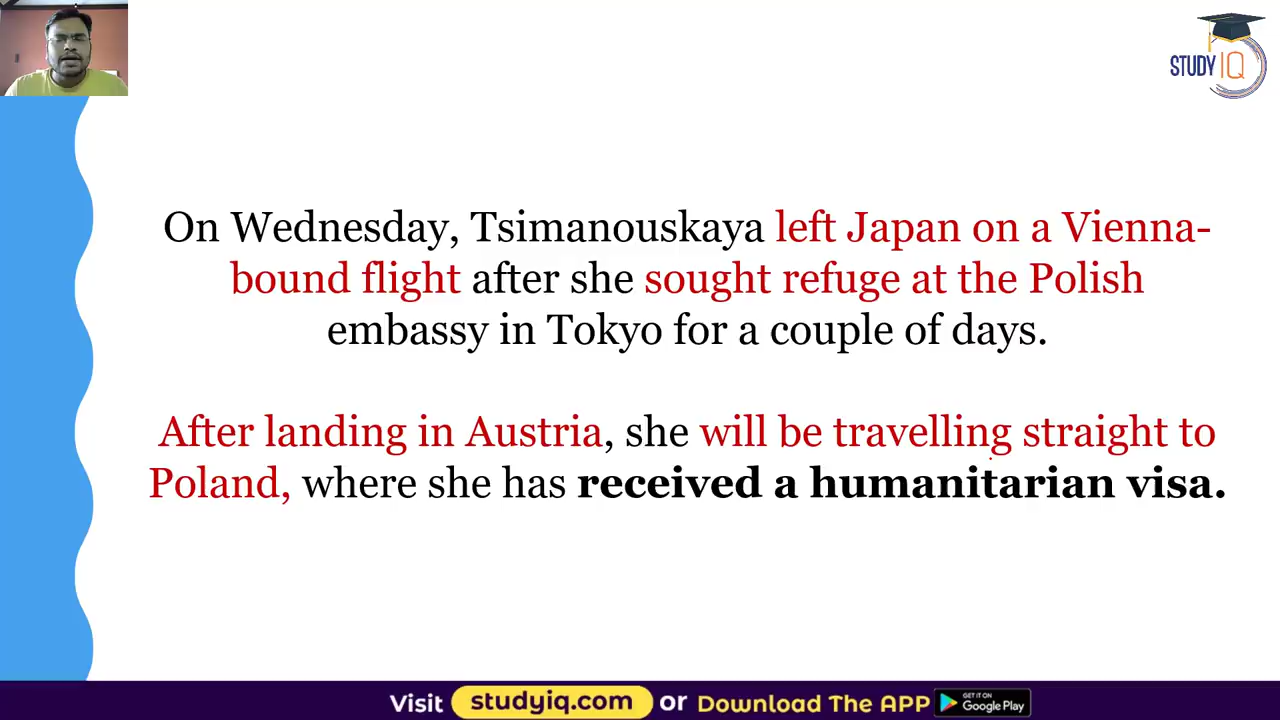 STUDY IQ
On Wednesday, Tsimanouskaya left Japan on a Vienna-
bound flight after she sought refuge at the Polish
embassy in Tokyo for a couple of days.
After landing in Austria, she will be travelling straight to
Poland, where she has received a humanitarian visa.
Visit studyiq.com or Download The APP GET IT ON Google Play